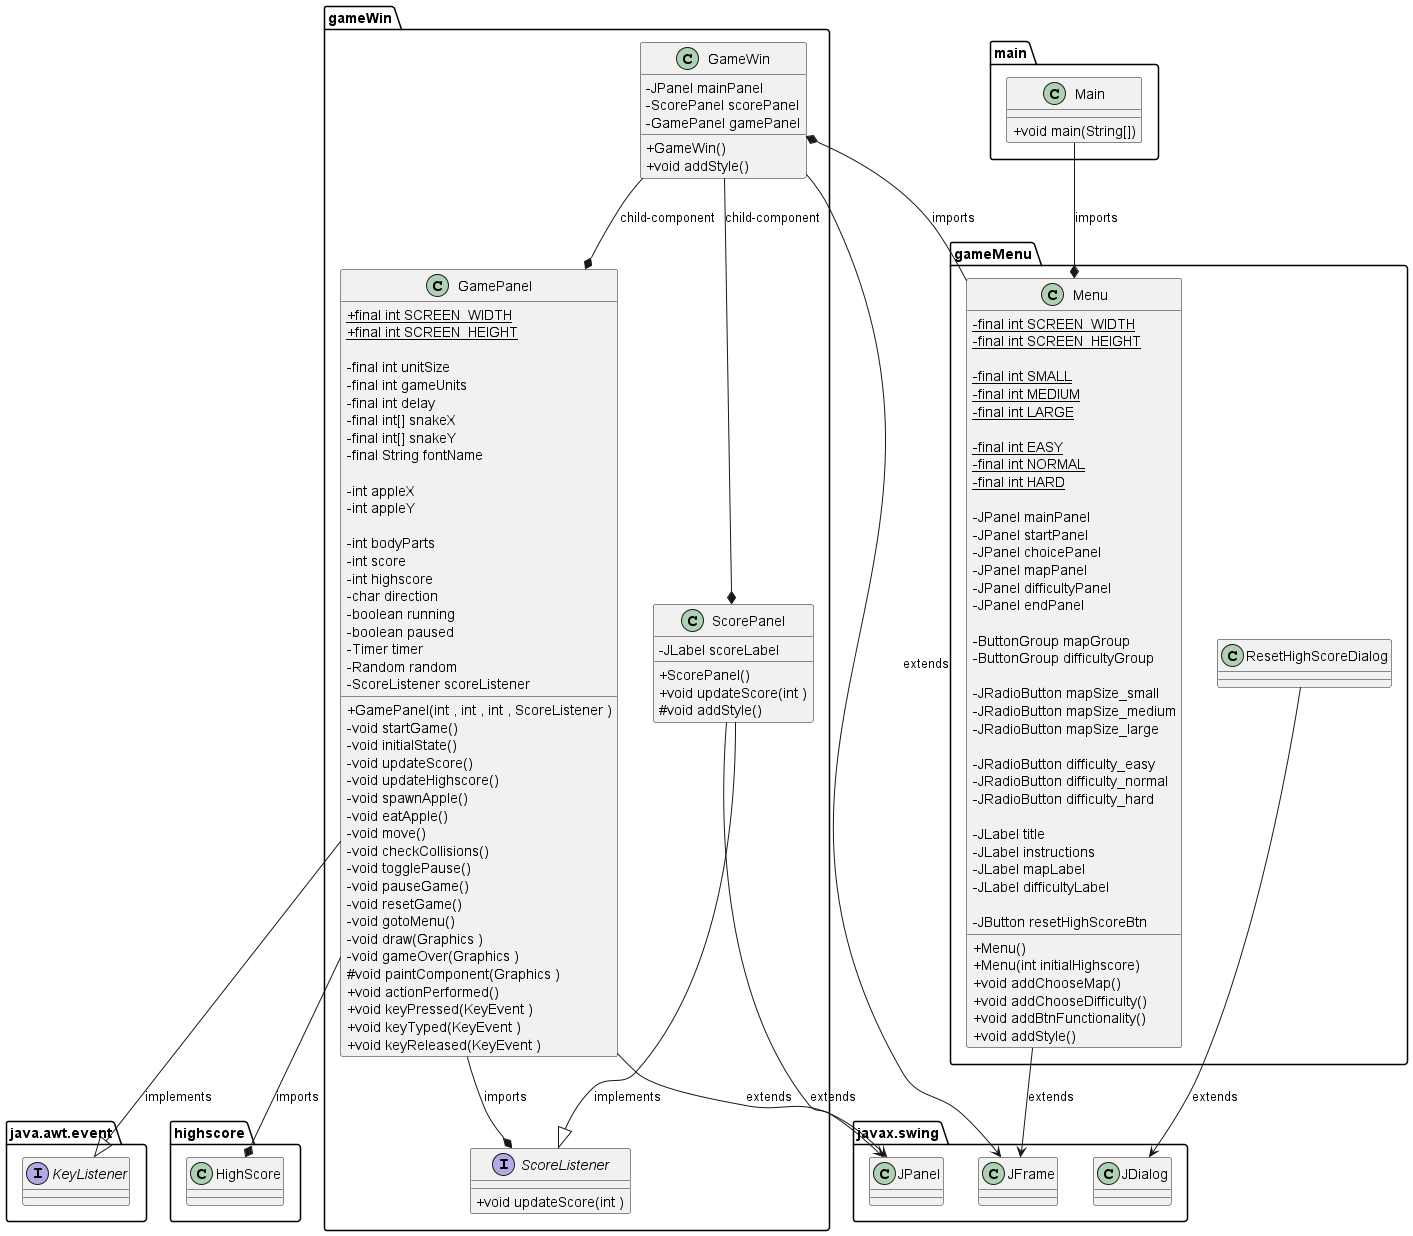 gameWin
C GameWin
-JPanel mainPanel
-ScorePanel scorePanel
-GamePanel gamePanel
+GameWin()
+void addStyle()
main
C Main
+void main(String[])
child-component
child-component
imports
imports
C GamePanel
+final int SCREEN_WIDTH
+final int SCREEN_HEIGHT
-final int unitSize
-final int gameUnits
-final int delay
-final int[] snakeX
-final int[] snakeY
-final String fontName
-int appleX
-int appleY
-int bodyParts
-int score
-int highscore
-char direction
-boolean running
-boolean paused
-Timer timer
-Random random
-ScoreListener scoreListener
+GamePanel(int , int , int , ScoreListener )
-void startGame()
-void initialState()
-void updateScore()
-void updateHighscore()
-void spawnApple()
-void eatApple()
-void move()
-void checkCollisions()
-void togglePause()
-void pauseGame()
-void resetGame()
-void gotoMenu()
-void draw(Graphics )
-void gameOver(Graphics )
#void paintComponent(Graphics )
+void actionPerformed()
+void keyPressed(KeyEvent )
+void keyTyped(KeyEvent )
+void keyReleased(KeyEvent )
C ScorePanel
-JLabel scoreLabel
+ScorePanel()
+void updateScore(int )
#void addStyle()
extends
gameMenu
C Menu
-final int SCREEN_WIDTH
-final int SCREEN_HEIGHT
-final int SMALL
-final int MEDIUM
-final int LARGE
-final int EASY
-final int NORMAL
-final int HARD
-JPanel mainPanel
-JPanel startPanel
-JPanel choicePanel
-JPanel mapPanel
-JPanel difficultyPanel
-JPanel endPanel
-ButtonGroup mapGroup
-ButtonGroup difficultyGroup
-JRadioButton mapSize_small
-JRadioButton mapSize_medium
-JRadioButton mapSize_large
-JRadioButton difficulty_easy
-JRadioButton difficulty_normal
-JRadioButton difficulty_hard
-JLabel title
-JLabel instructions
-JLabel mapLabel
-JLabel difficultyLabel
-JButton resetHighScoreBtn
+Menu()
+Menu(int initialHighscore)
+void addChooseMap()
+void addChooseDifficulty()
+void addBtnFunctionality()
+void addStyle()
C ResetHighScoreDialog
implements
imports
imports
implements
extends
extends
extends
extends
java.awt.event
I KeyListener
highscore
C HighScore
I ScoreListener
+void updateScore(int )
javax.swing
C JPanel
C JFrame
C JDialog